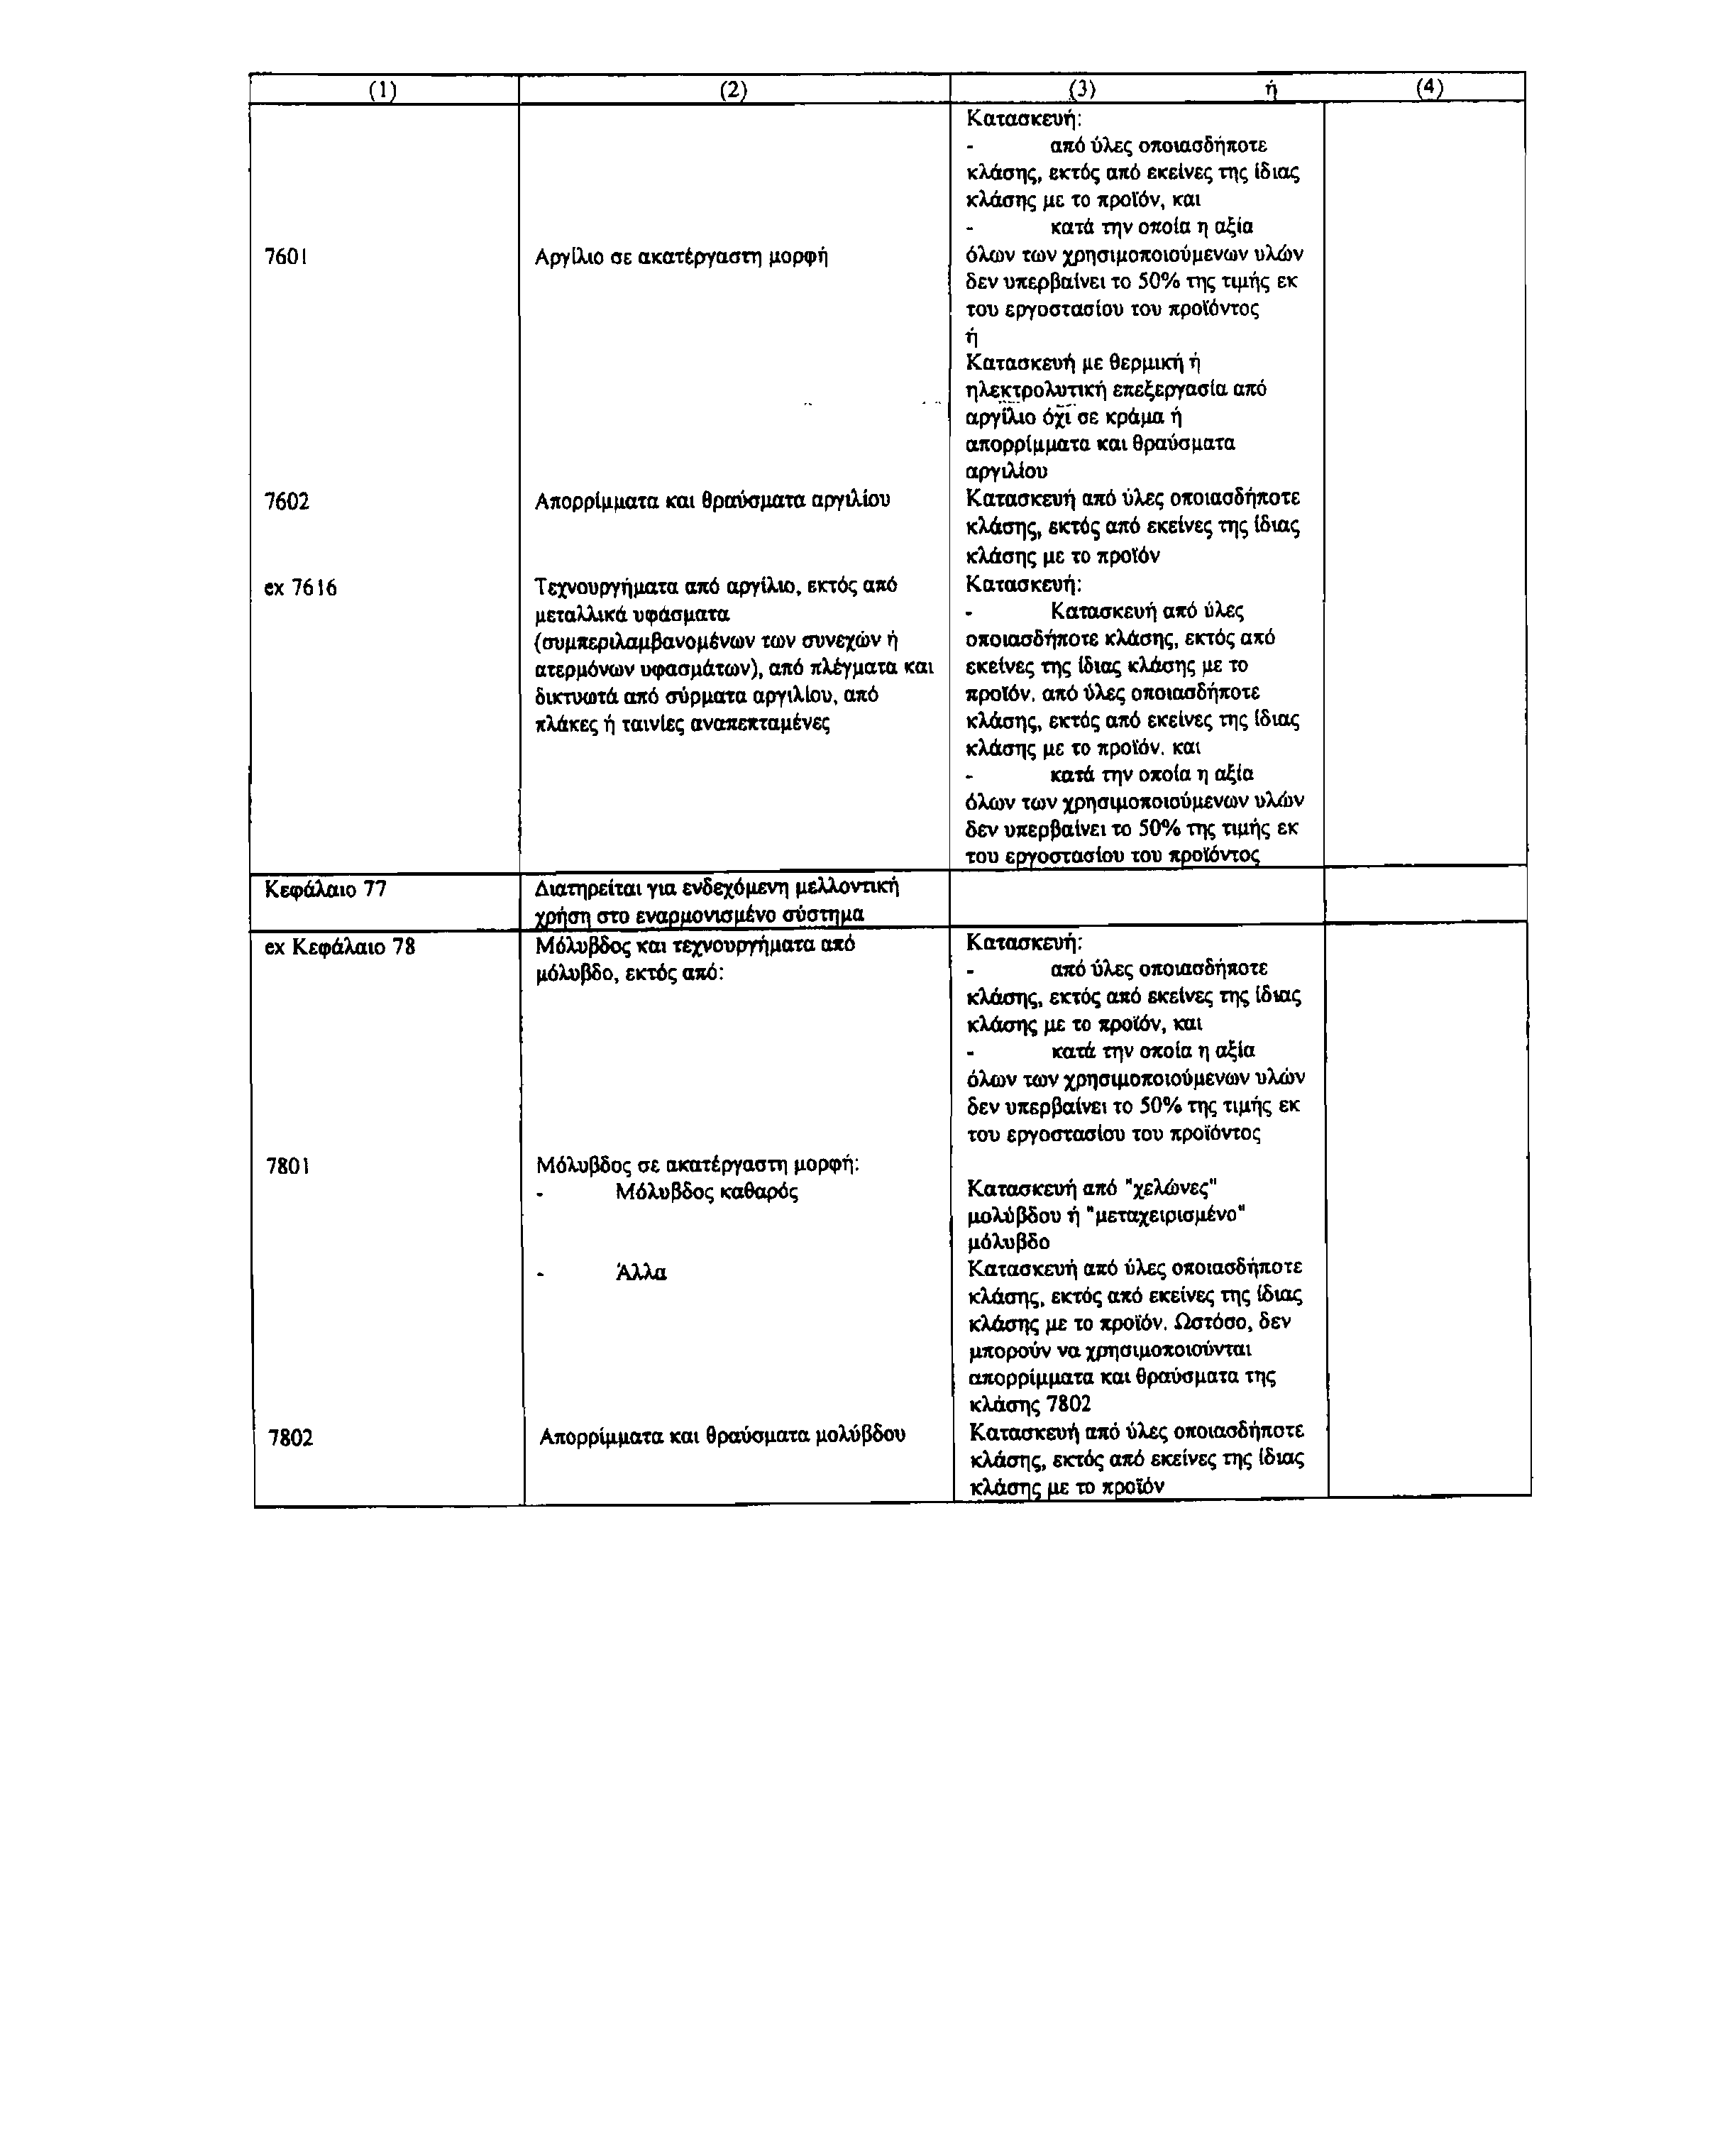 (1) (2) (3) ή (4)
Κατασκευή:
- από ύλες οποιασδήποτε
κλάσης, εκτός από εκείνες της ίδιας
κλάσης με το προϊόν, και
- κατά την οποία η αξία
7601 Αργίλιο σε ακατέργαστη μορφή όλων των χρησιμοποιούμενων υλών
δεν υπερβαίνει το 50% της τιμής εκ
του εργοστασίου του προϊόντος
ή
Κατασκευή με θερμική ή
ηλεκτρολυτική επεξεργασία από
αργίλιο όχι σε κράμα ή
απορρίμματα και θραύσματα
αργιλίου
7602 Απορρίμματα και θραύσματα αργιλίου Κατασκευή από ύλες οποιασδήποτε
κλάσης, εκτός από εκείνες της ίδιας
κλάσης με το προϊόν
ex 7616 Τεχνουργήματα από αργίλιο, εκτός από Κατασκευή:
μεταλλικά υφάσματα - Κατασκευή από ύλες
(συμπεριλαμβανομένων των συνεχών ή οποιασδήποτε κλάσης, εκτός από
ατερμόνων υφασμάτων), από πλέγματα και εκείνες της ίδιας κλάσης με το
δικτυωτά από σύρματα αργιλίου, από προϊόν, από ύλες οποιασδήποτε
πλάκες ή ταινίες αναπεπταμένες κλάσης, εκτός από εκείνες της ίδιας
κλάσης με το προϊόν, και
- κατά την οποία η αξία
όλων των χρησιμοποιούμενων υλών
δεν υπερβαίνει το 50% της τιμής εκ
του εργοστασίου του προϊόντος
Κεφάλαιο 77 Διατηρείται για ενδεχόμενη μελλοντική
χρήση στο εναρμονισμένο σύστημα
ex Κεφάλαιο 78 Μόλυβδος και τεχνουργήματα από Κατασκευή:
μόλυβδο, εκτός από: - από ύλες οποιασδήποτε
κλάσης, εκτός από εκείνες της ίδιας
κλάσης με το προϊόν, και
- κατά την οποία η αξία
όλων των χρησιμοποιούμενων υλών
δεν υπερβαίνει το 50% της τιμής εκ
του εργοστασίου του προϊόντος
7801 Μόλυβδος σε ακατέργαστη μορφή:
- Μόλυβδος καθαρός Κατασκευή από "χελώνες"
μολύβδου ή "μεταχειρισμένο"
μόλυβδο
- Άλλα Κατασκευή από ύλες οποιασδήποτε
κλάσης, εκτός από εκείνες της ίδιας
κλάσης με το προϊόν. Ωστόσο, δεν
μπορούν να χρησιμοποιούνται
απορρίμματα και θραύσματα της
κλάσης 7802
7802 Απορρίμματα και θραύσματα μολύβδου Κατασκευή από ύλες οποιασδήποτε
κλάσης, εκτός από εκείνες της ίδιας
κλάσης με το προϊόν